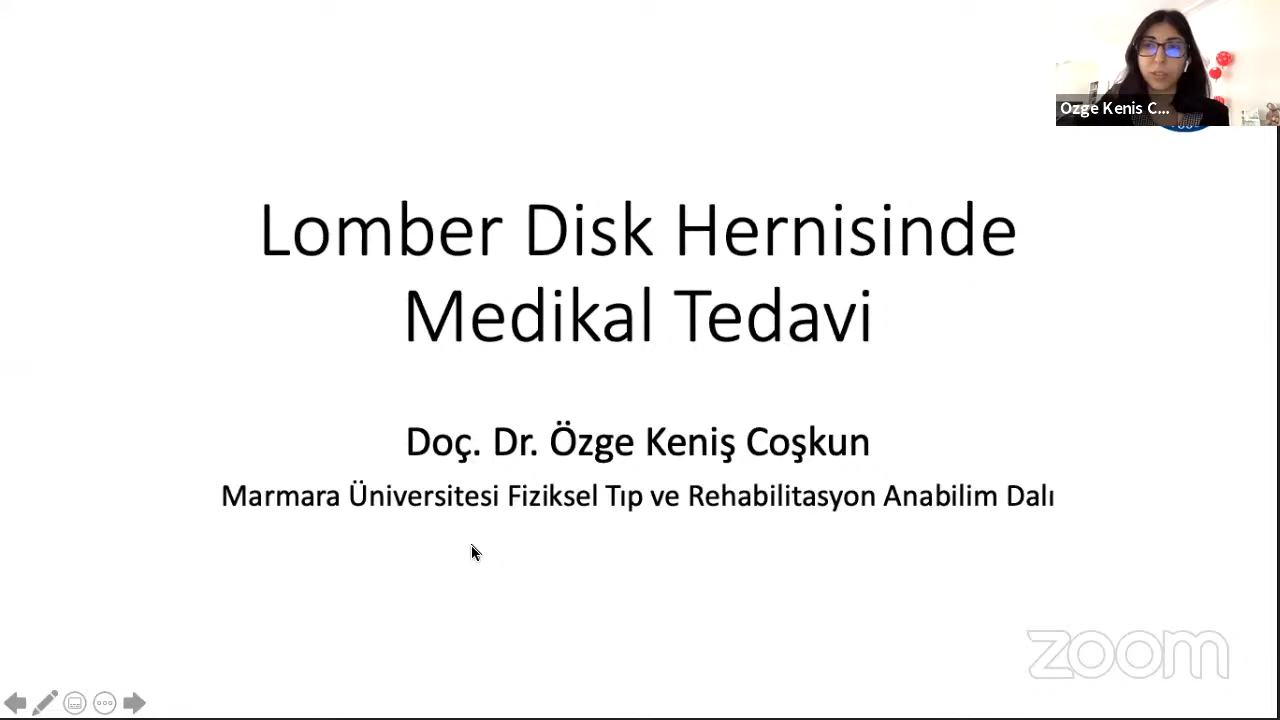 Ozge Kenis C...
Lomber Disk Hernisinde
Medikal Tedavi
Doç. Dr. Özge Keniş Coşkun
Marmara Üniversitesi Fiziksel Tıp ve Rehabilitasyon Anabilim Dalı
zoom